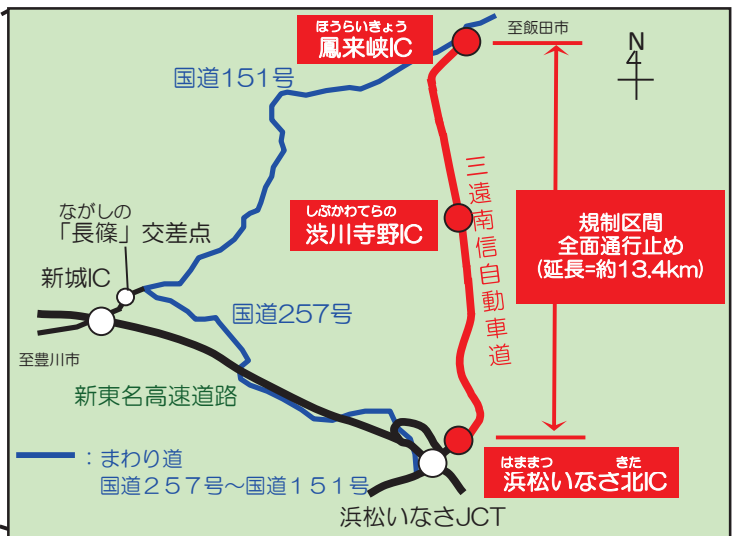 ほうらいきょう
鳳来峡IC
至飯田市
N
国道151号
三遠南信自動車道
ながしの
「長篠」交差点
しぶかわてらの
渋川寺野IC
規制区間
全面通行止め
(延長=約13.4km)
新城IC
国道257号
至豊川市
新東名高速道路
:まわり道
国道257号~国道151号
はままつ きた
浜松いなさ北IC
浜松いなさJCT